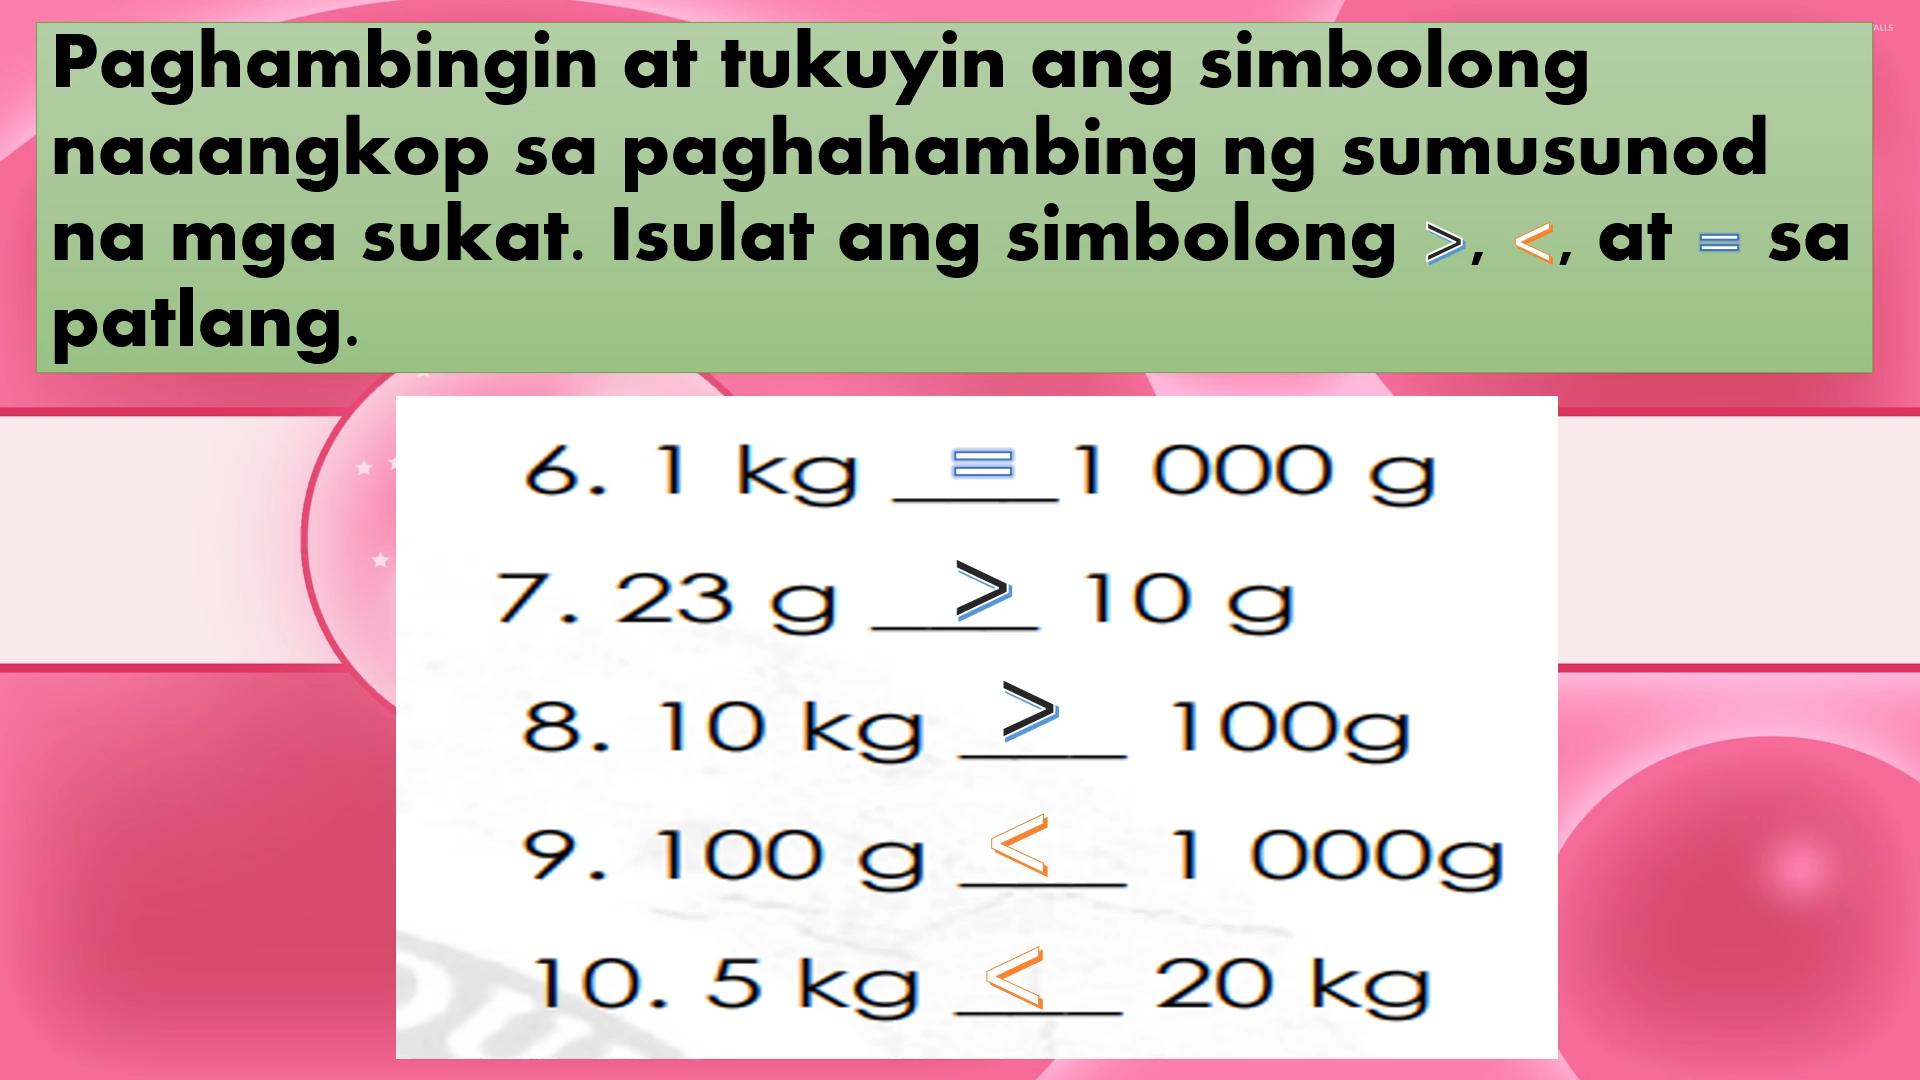 Paghambingin at tukuyin ang simbolong
naaangkop sa paghahambing ng sumusunod
na mga sukat. Isulat ang simbolong >, <, at = sa
patlang.
6. 1 kg = 1 000 g
7. 23 g > 10 g
8. 10 kg > 100g
9. 100 g < 1 000g
10. 5 kg < 20 kg